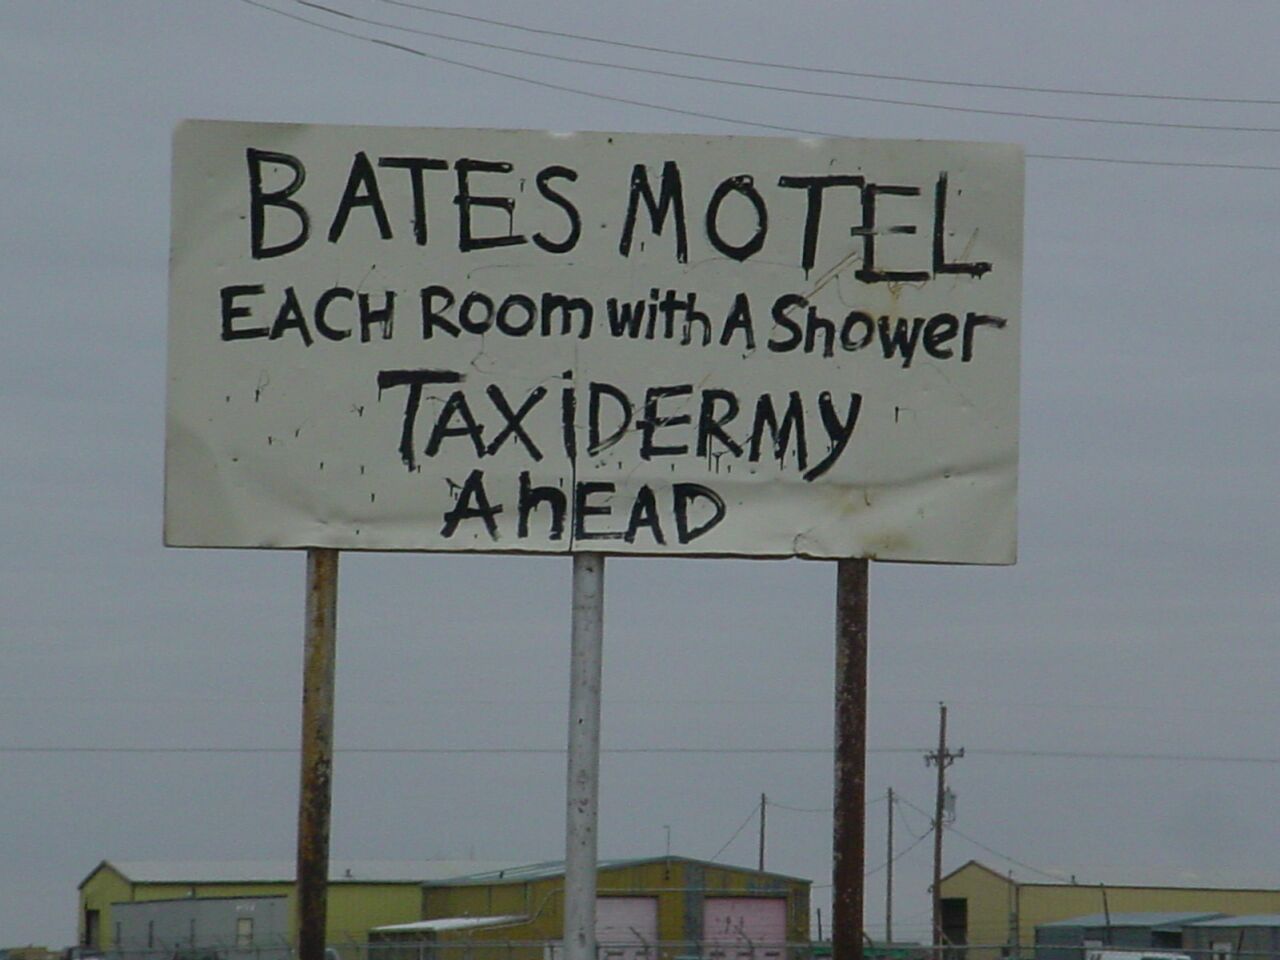 BATES MOTEL
EACH ROOM with A Shower
TAXiDERMY
AhEAD